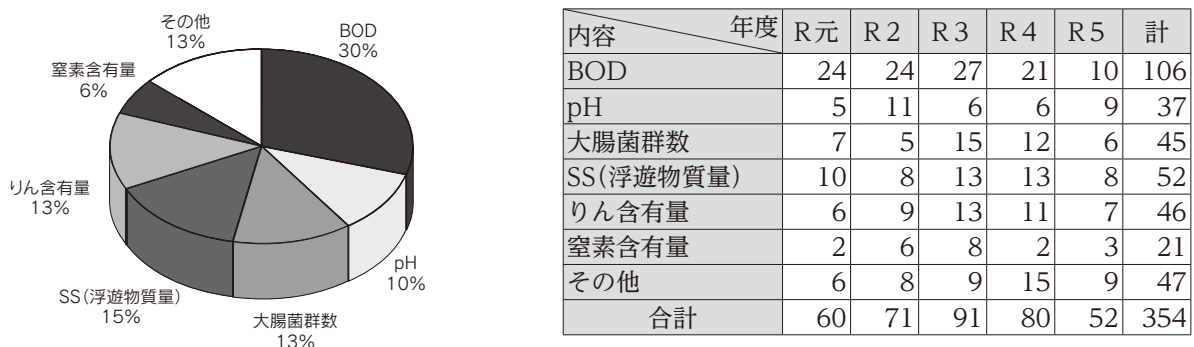 その他
13%
BOD
30%
窒素含有量
6%
りん含有量
13%
SS(浮遊物質量)
15%
大腸菌群数
13%
pH
10%
内容 年度 R元 R2 R3 R4 R5 計
BOD 24 24 27 21 10 106
pH 5 11 6 6 9 37
大腸菌群数 7 5 15 12 6 45
SS(浮遊物質量) 10 8 13 13 8 52
りん含有量 6 9 13 11 7 46
窒素含有量 2 6 8 2 3 21
その他 6 8 9 15 9 47
合計 60 71 91 80 52 354